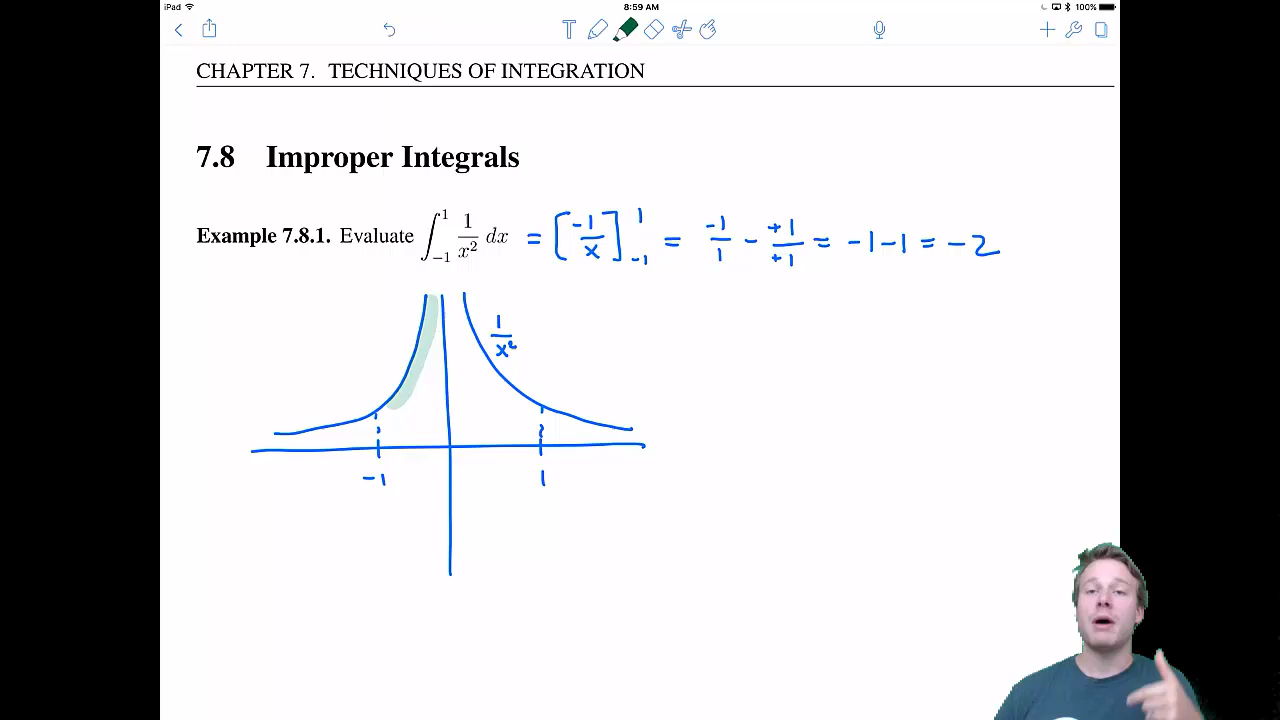 iPad 8:59 AM 100%
T
CHAPTER 7. TECHNIQUES OF INTEGRATION
7.8 Improper Integrals
Example 7.8.1. Evaluate ∫_{-1}^{1} 1/x² dx = [-1/x]_{-1}^{1} = -1/1 - +1/+1 = -1-1 = -2
1/x²
-1 1